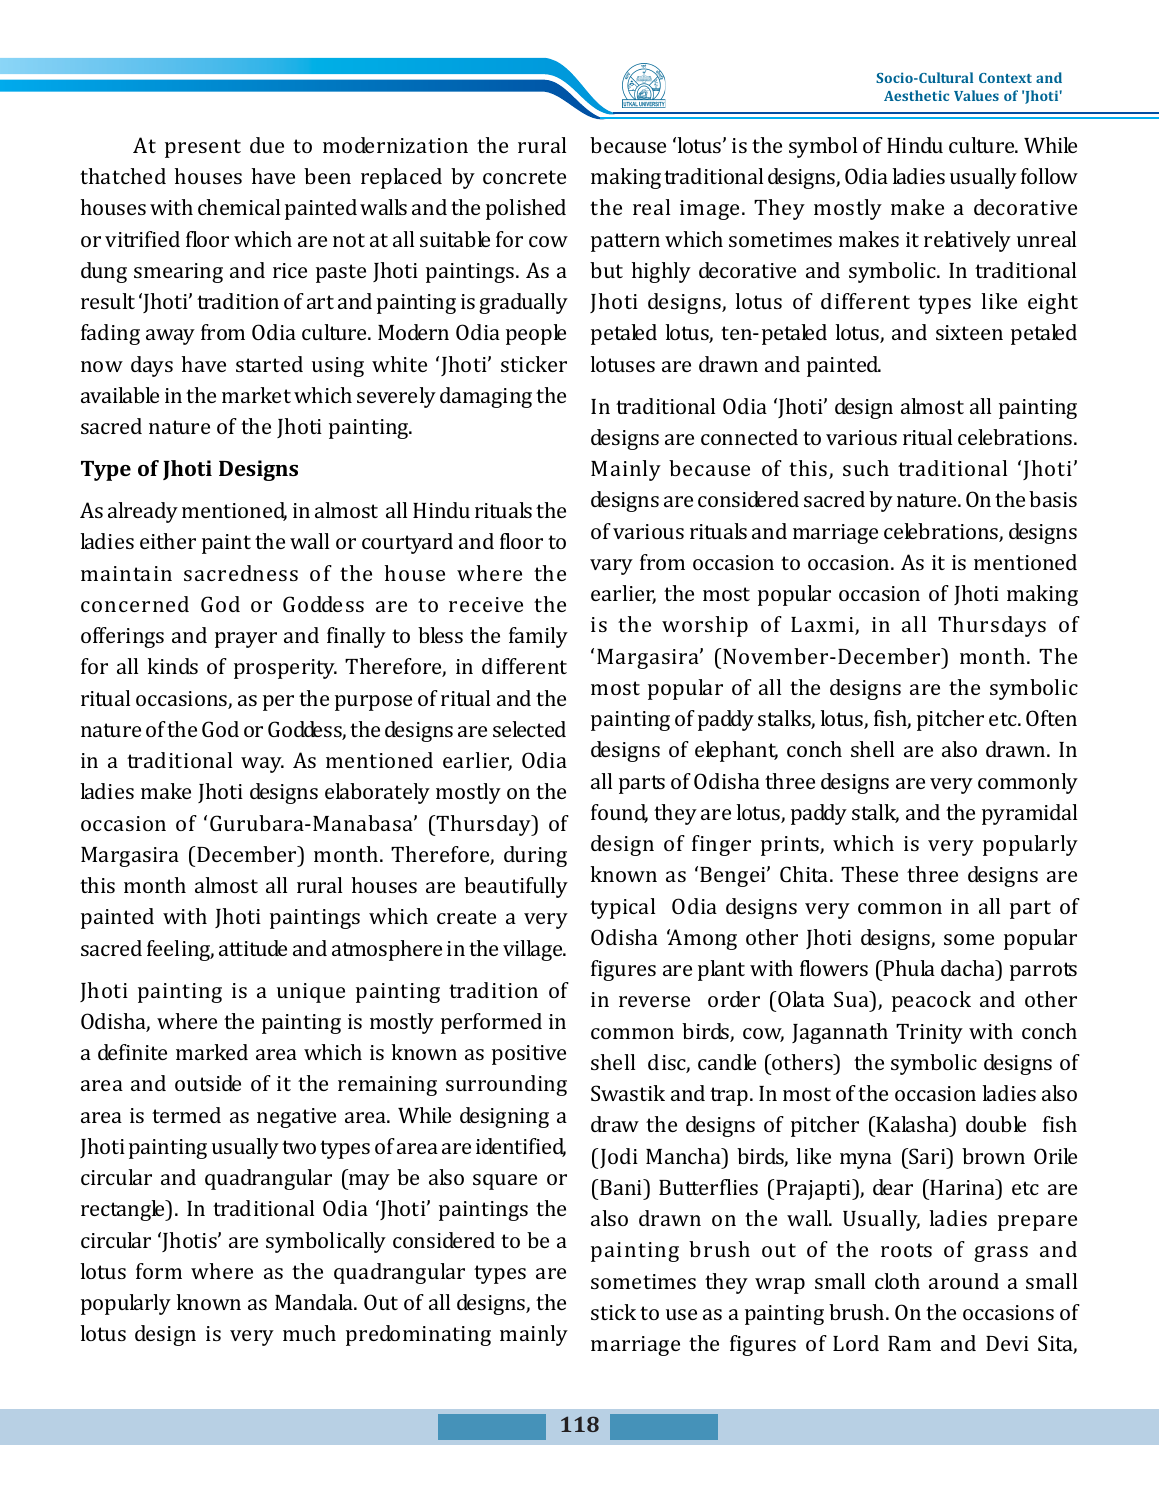 UTKAL UNIVERSITY
Socio-Cultural Context and
Aesthetic Values of 'Jhoti'
At present due to modernization the rural
thatched houses have been replaced by concrete
houses with chemical painted walls and the polished
or vitrified floor which are not at all suitable for cow
dung smearing and rice paste Jhoti paintings. As a
result ‘Jhoti’ tradition of art and painting is gradually
fading away from Odia culture. Modern Odia people
now days have started using white ‘Jhoti’ sticker
available in the market which severely damaging the
sacred nature of the Jhoti painting.
Type of Jhoti Designs
As already mentioned, in almost all Hindu rituals the
ladies either paint the wall or courtyard and floor to
maintain sacredness of the house where the
concerned God or Goddess are to receive the
offerings and prayer and finally to bless the family
for all kinds of prosperity. Therefore, in different
ritual occasions, as per the purpose of ritual and the
nature of the God or Goddess, the designs are selected
in a traditional way. As mentioned earlier, Odia
ladies make Jhoti designs elaborately mostly on the
occasion of ‘Gurubara-Manabasa’ (Thursday) of
Margasira (December) month. Therefore, during
this month almost all rural houses are beautifully
painted with Jhoti paintings which create a very
sacred feeling, attitude and atmosphere in the village.
Jhoti painting is a unique painting tradition of
Odisha, where the painting is mostly performed in
a definite marked area which is known as positive
area and outside of it the remaining surrounding
area is termed as negative area. While designing a
Jhoti painting usually two types of area are identified,
circular and quadrangular (may be also square or
rectangle). In traditional Odia ‘Jhoti’ paintings the
circular ‘Jhotis’ are symbolically considered to be a
lotus form where as the quadrangular types are
popularly known as Mandala. Out of all designs, the
lotus design is very much predominating mainly
because ‘lotus’ is the symbol of Hindu culture. While
making traditional designs, Odia ladies usually follow
the real image. They mostly make a decorative
pattern which sometimes makes it relatively unreal
but highly decorative and symbolic. In traditional
Jhoti designs, lotus of different types like eight
petaled lotus, ten-petaled lotus, and sixteen petaled
lotuses are drawn and painted.
In traditional Odia ‘Jhoti’ design almost all painting
designs are connected to various ritual celebrations.
Mainly because of this, such traditional ‘Jhoti’
designs are considered sacred by nature. On the basis
of various rituals and marriage celebrations, designs
vary from occasion to occasion. As it is mentioned
earlier, the most popular occasion of Jhoti making
is the worship of Laxmi, in all Thursdays of
‘Margasira’ (November-December) month. The
most popular of all the designs are the symbolic
painting of paddy stalks, lotus, fish, pitcher etc. Often
designs of elephant, conch shell are also drawn. In
all parts of Odisha three designs are very commonly
found, they are lotus, paddy stalk, and the pyramidal
design of finger prints, which is very popularly
known as ‘Bengei’ Chita. These three designs are
typical Odia designs very common in all part of
Odisha ‘Among other Jhoti designs, some popular
figures are plant with flowers (Phula dacha) parrots
in reverse order (Olata Sua), peacock and other
common birds, cow, Jagannath Trinity with conch
shell disc, candle (others) the symbolic designs of
Swastik and trap. In most of the occasion ladies also
draw the designs of pitcher (Kalasha) double fish
(Jodi Mancha) birds, like myna (Sari) brown Orile
(Bani) Butterflies (Prajapti), dear (Harina) etc are
also drawn on the wall. Usually, ladies prepare
painting brush out of the roots of grass and
sometimes they wrap small cloth around a small
stick to use as a painting brush. On the occasions of
marriage the figures of Lord Ram and Devi Sita,
118